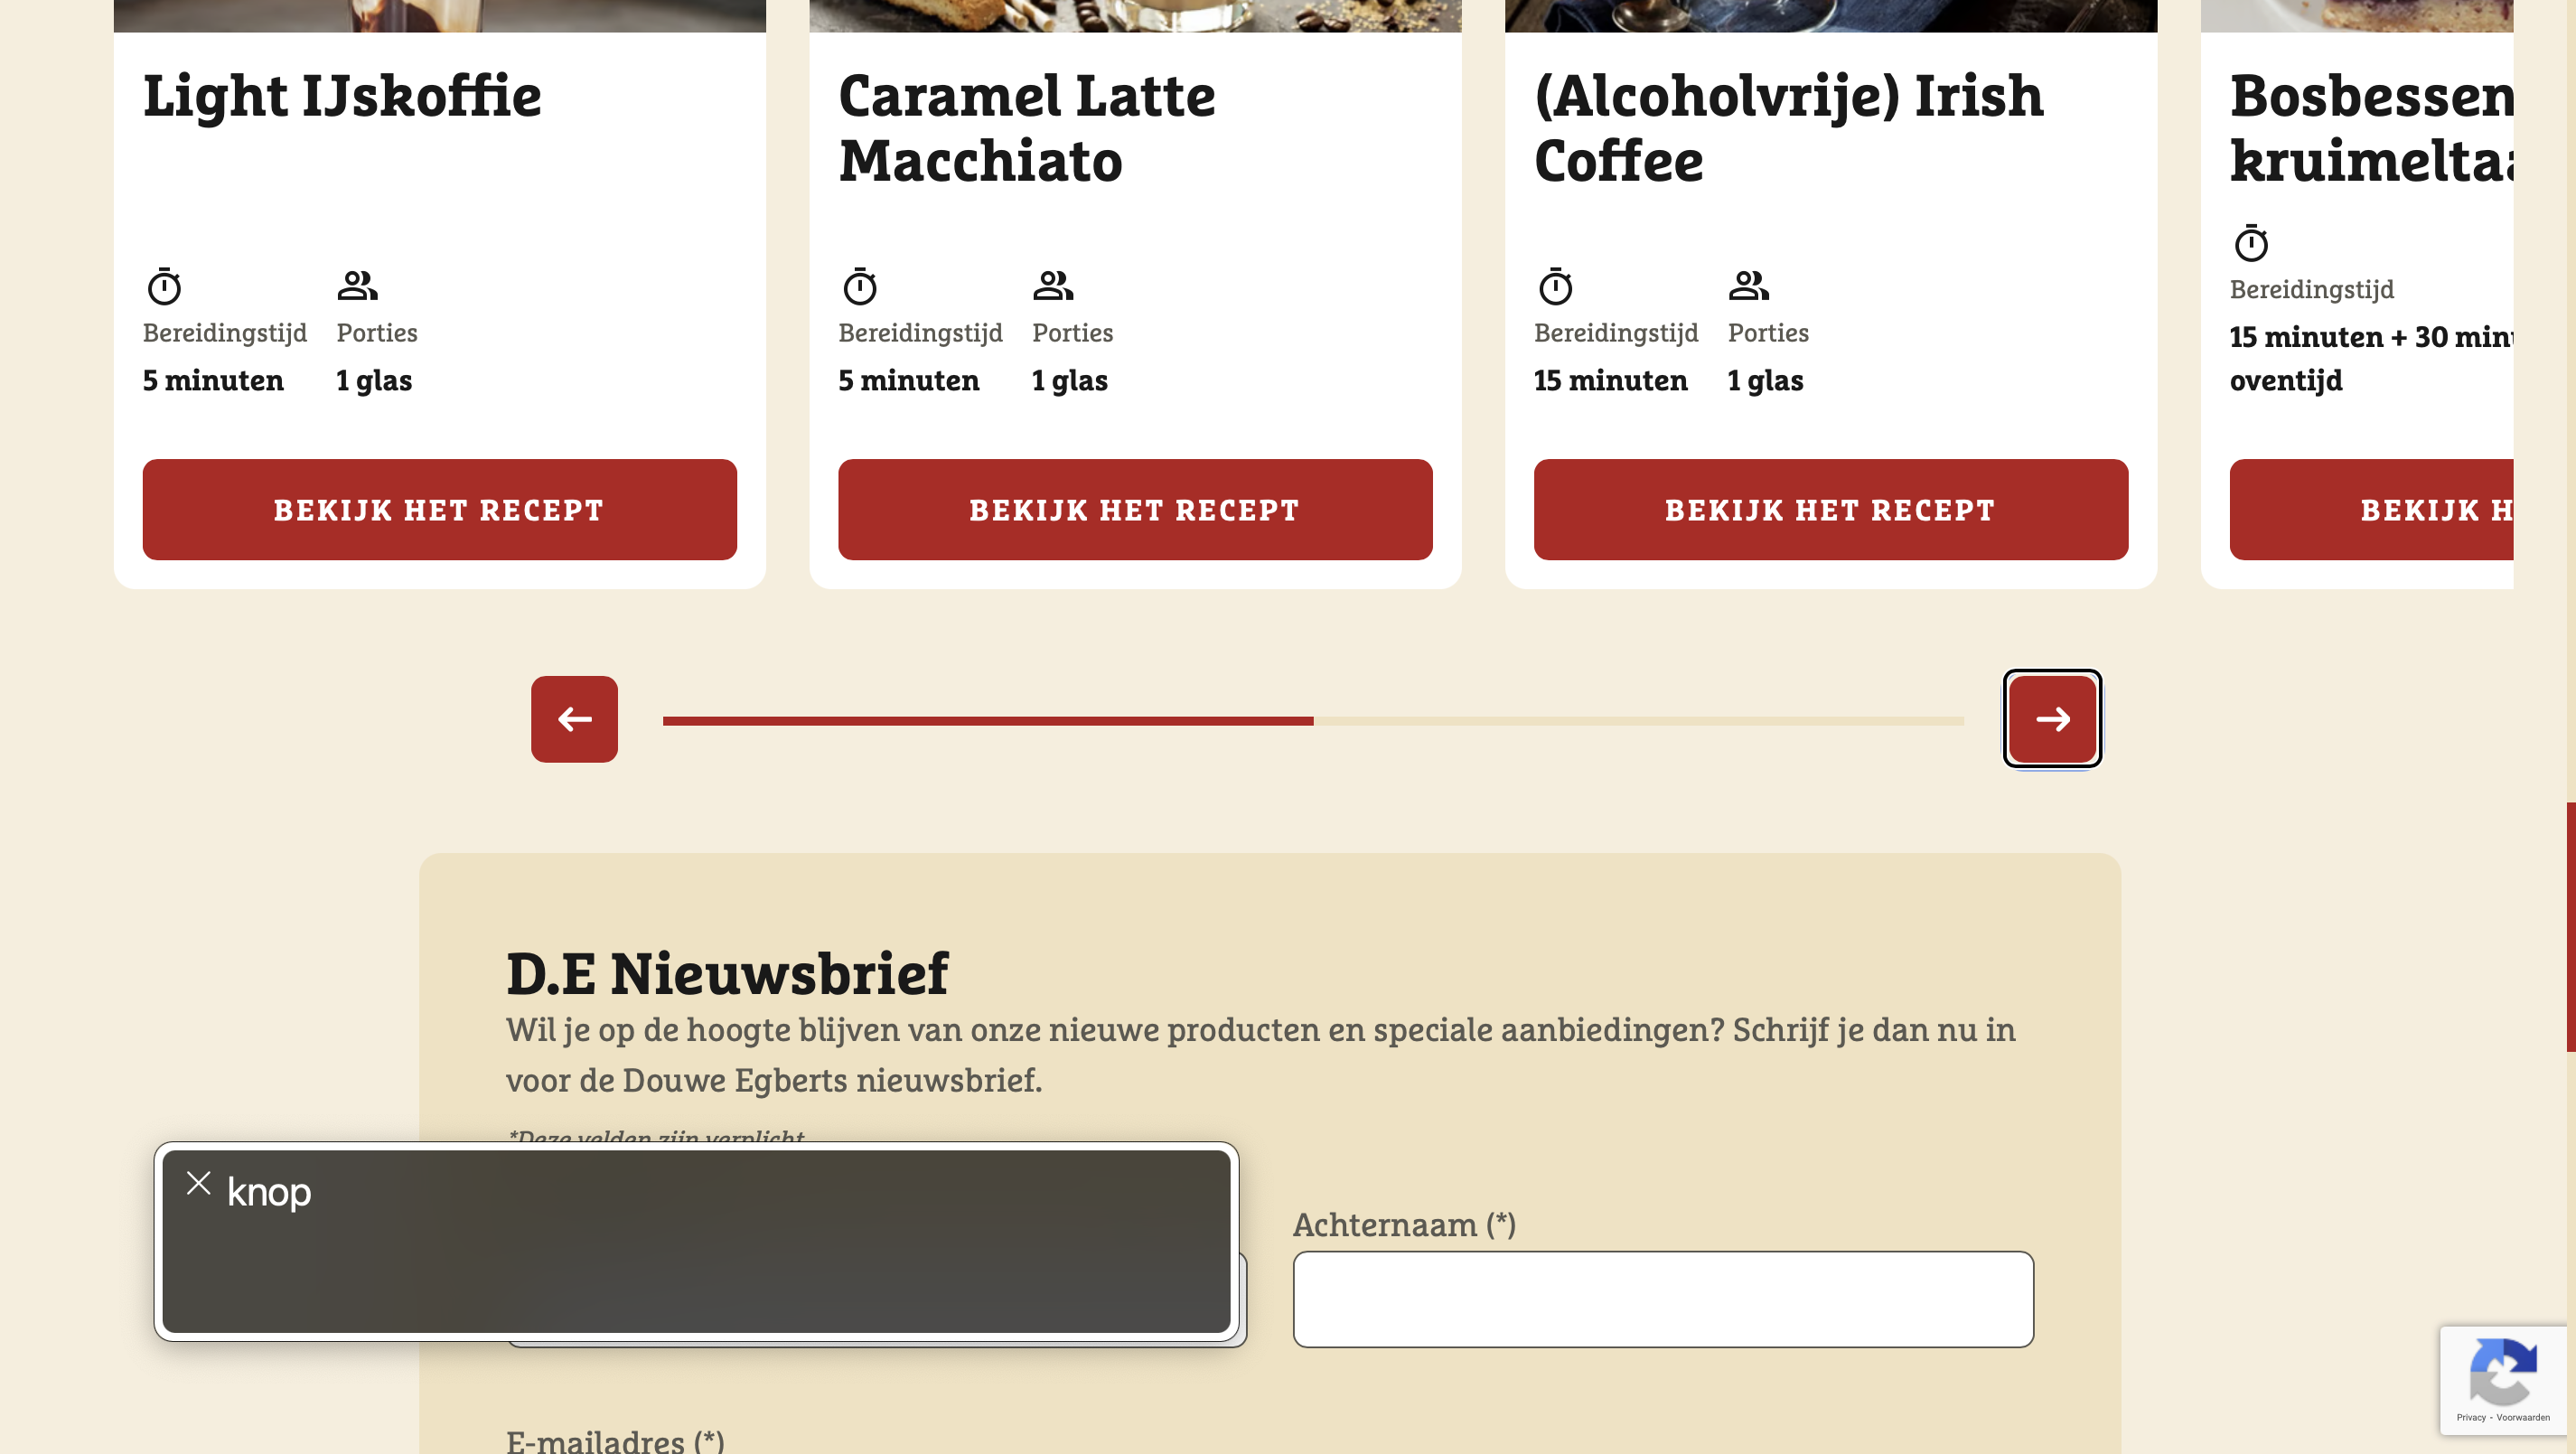 Light IJskoffie
Bereidingstijd
5 minuten
Porties
1 glas
BEKIJK HET RECEPT
Caramel Latte
Macchiato
Bereidingstijd
5 minuten
Porties
1 glas
BEKIJK HET RECEPT
(Alcoholvrije) Irish
Coffee
Bereidingstijd
15 minuten
Porties
1 glas
BEKIJK HET RECEPT
Bosbessen
kruimeltaa
Bereidingstijd
15 minuten + 30 min
oventijd
BEKIJK H
D.E Nieuwsbrief
Wil je op de hoogte blijven van onze nieuwe producten en speciale aanbiedingen? Schrijf je dan nu in
voor de Douwe Egberts nieuwsbrief.
*Deze velden zijn verplicht
knop
Achternaam (*)
E-mailadres (*)
Privacy - Voorwaarden